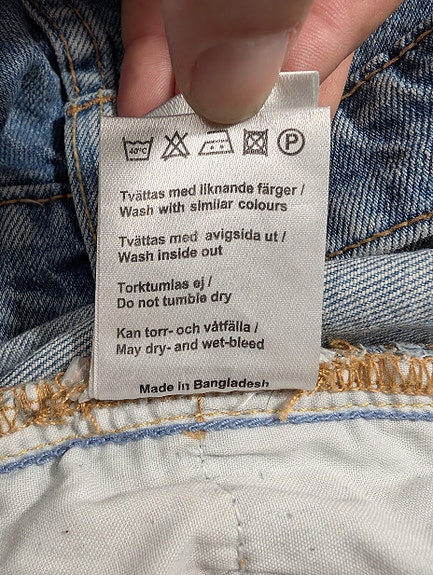 40°C P
Tvättas med liknande färger /
Wash with similar colours
Tvättas med avigsida ut /
Wash inside out
Torktumlas ej /
Do not tumble dry
Kan torr- och våtfälla /
May dry- and wet-bleed
Made in Bangladesh